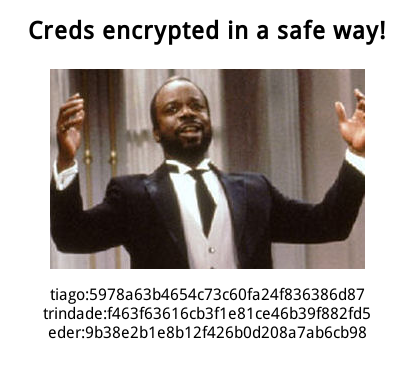 Creds encrypted in a safe way!
tiago:5978a63b4654c73c60fa24f836386d87
trindade:f463f63616cb3f1e81ce46b39f882fd5
eder:9b38e2b1e8b12f426b0d208a7ab6cb98